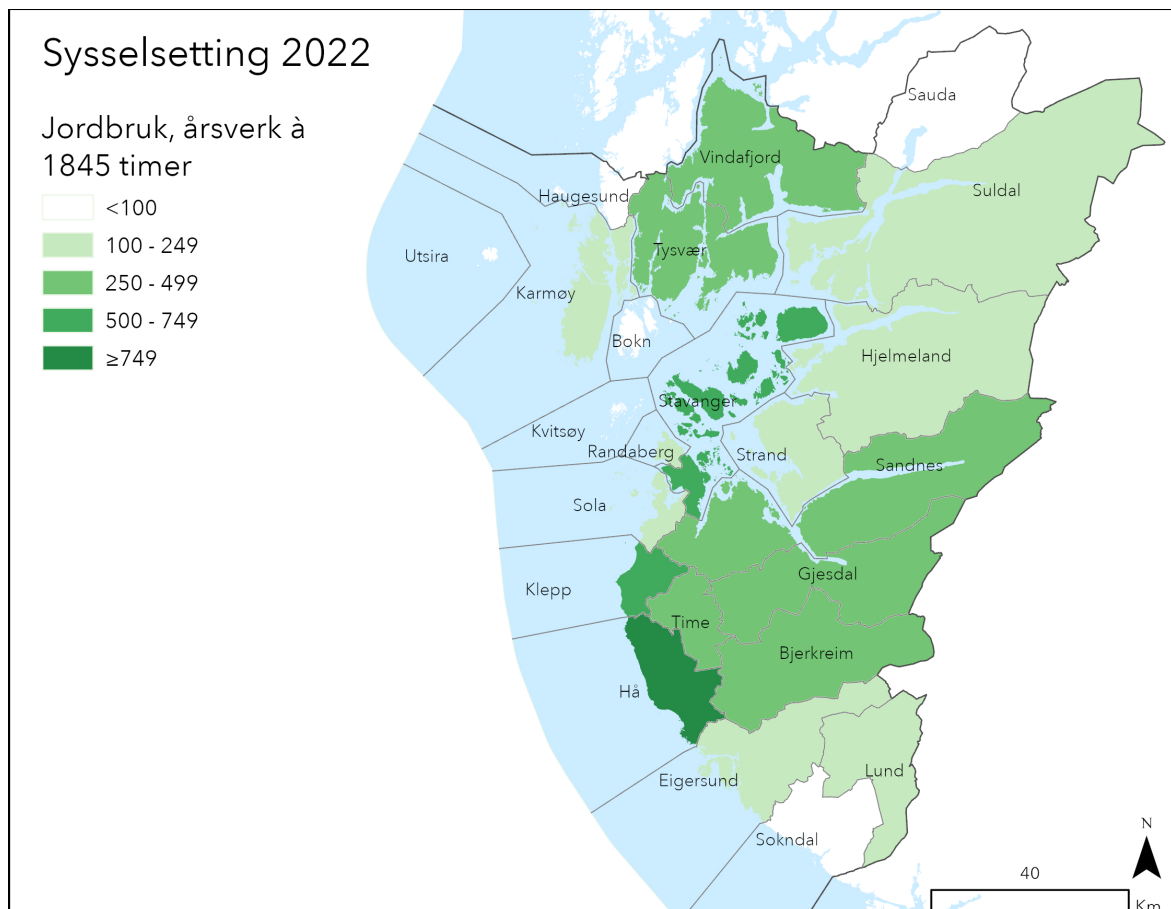 Sysselsetting 2022
Jordbruk, årsverk à
1845 timer
<100
100 - 249
250 - 499
500 - 749
≥749
Sauda
Vindafjord
Suldal
Haugesund
Tysvær
Utsira
Karmøy
Bokn
Hjelmeland
Stavanger
Kvitsøy
Randaberg
Strand
Sandnes
Sola
Gjesdal
Klepp
Time
Bjerkreim
Hå
Eigersund
Lund
Sokndal
N
40
Km